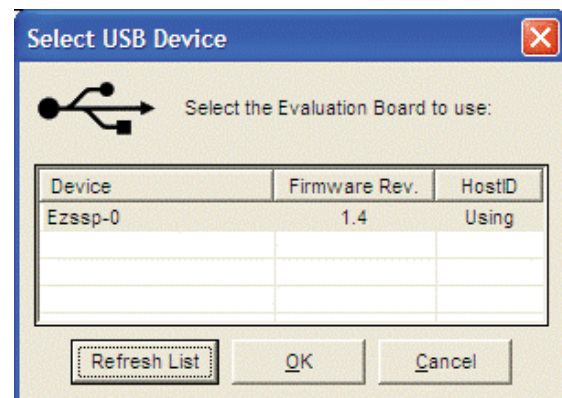 Select USB Device
Select the Evaluation Board to use:
Device Firmware Rev. HostID
Ezssp-0 1.4 Using
Refresh List OK Cancel